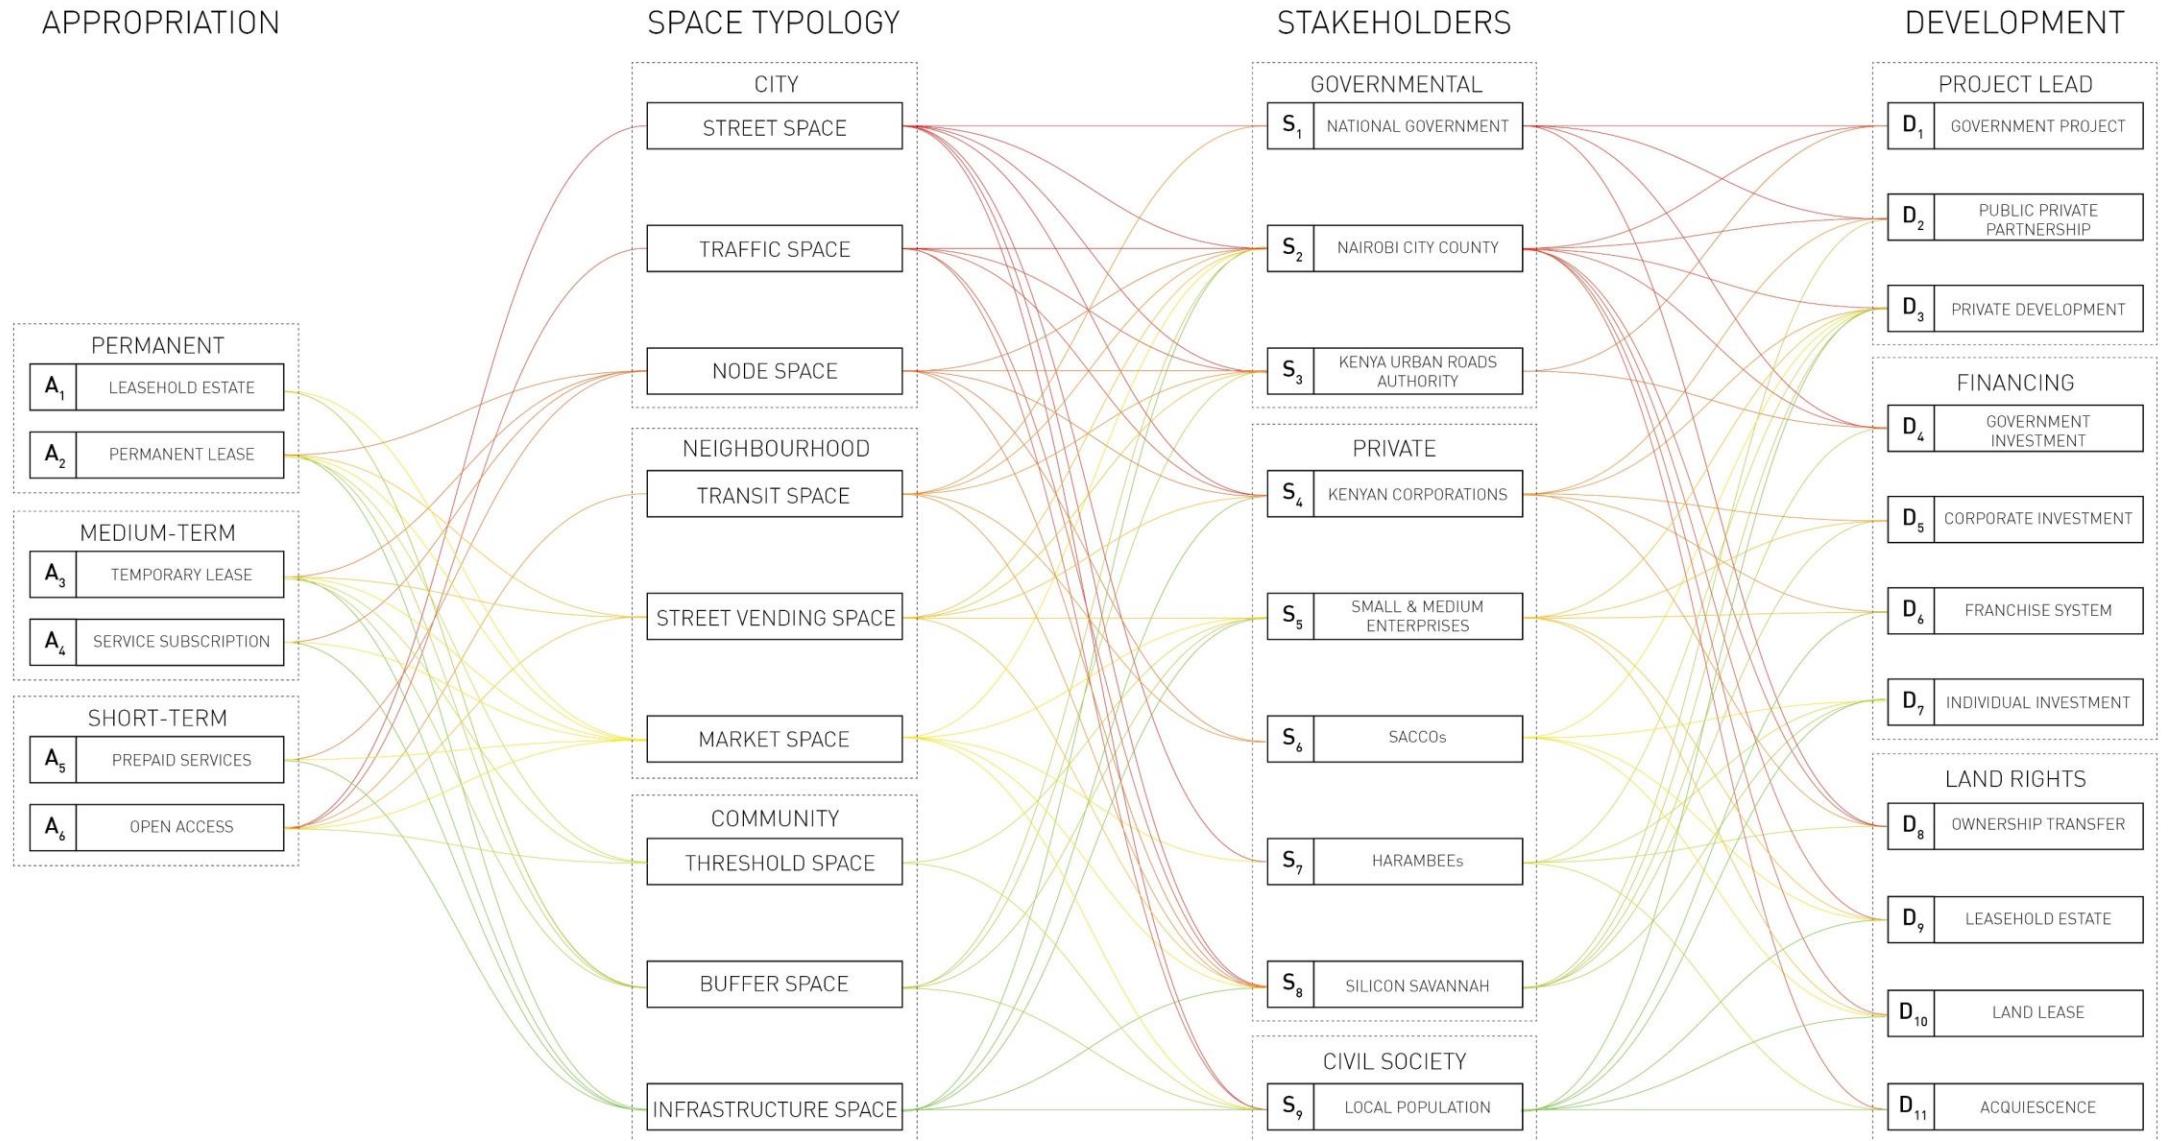 APPROPRIATION
SPACE TYPOLOGY
STAKEHOLDERS
DEVELOPMENT
PERMANENT
A1 LEASEHOLD ESTATE
A2 PERMANENT LEASE
MEDIUM-TERM
A3 TEMPORARY LEASE
A4 SERVICE SUBSCRIPTION
SHORT-TERM
A5 PREPAID SERVICES
A6 OPEN ACCESS
CITY
STREET SPACE
TRAFFIC SPACE
NODE SPACE
NEIGHBOURHOOD
TRANSIT SPACE
STREET VENDING SPACE
MARKET SPACE
COMMUNITY
THRESHOLD SPACE
BUFFER SPACE
INFRASTRUCTURE SPACE
GOVERNMENTAL
S1 NATIONAL GOVERNMENT
S2 NAIROBI CITY COUNTY
S3 KENYA URBAN ROADS
AUTHORITY
PRIVATE
S4 KENYAN CORPORATIONS
S5 SMALL & MEDIUM
ENTERPRISES
S6 SACCOs
S7 HARAMBEEs
S8 SILICON SAVANNAH
CIVIL SOCIETY
S9 LOCAL POPULATION
PROJECT LEAD
D1 GOVERNMENT PROJECT
D2 PUBLIC PRIVATE
PARTNERSHIP
D3 PRIVATE DEVELOPMENT
FINANCING
D4 GOVERNMENT
INVESTMENT
D5 CORPORATE INVESTMENT
D6 FRANCHISE SYSTEM
D7 INDIVIDUAL INVESTMENT
LAND RIGHTS
D8 OWNERSHIP TRANSFER
D9 LEASEHOLD ESTATE
D10 LAND LEASE
D11 ACQUIESCENCE